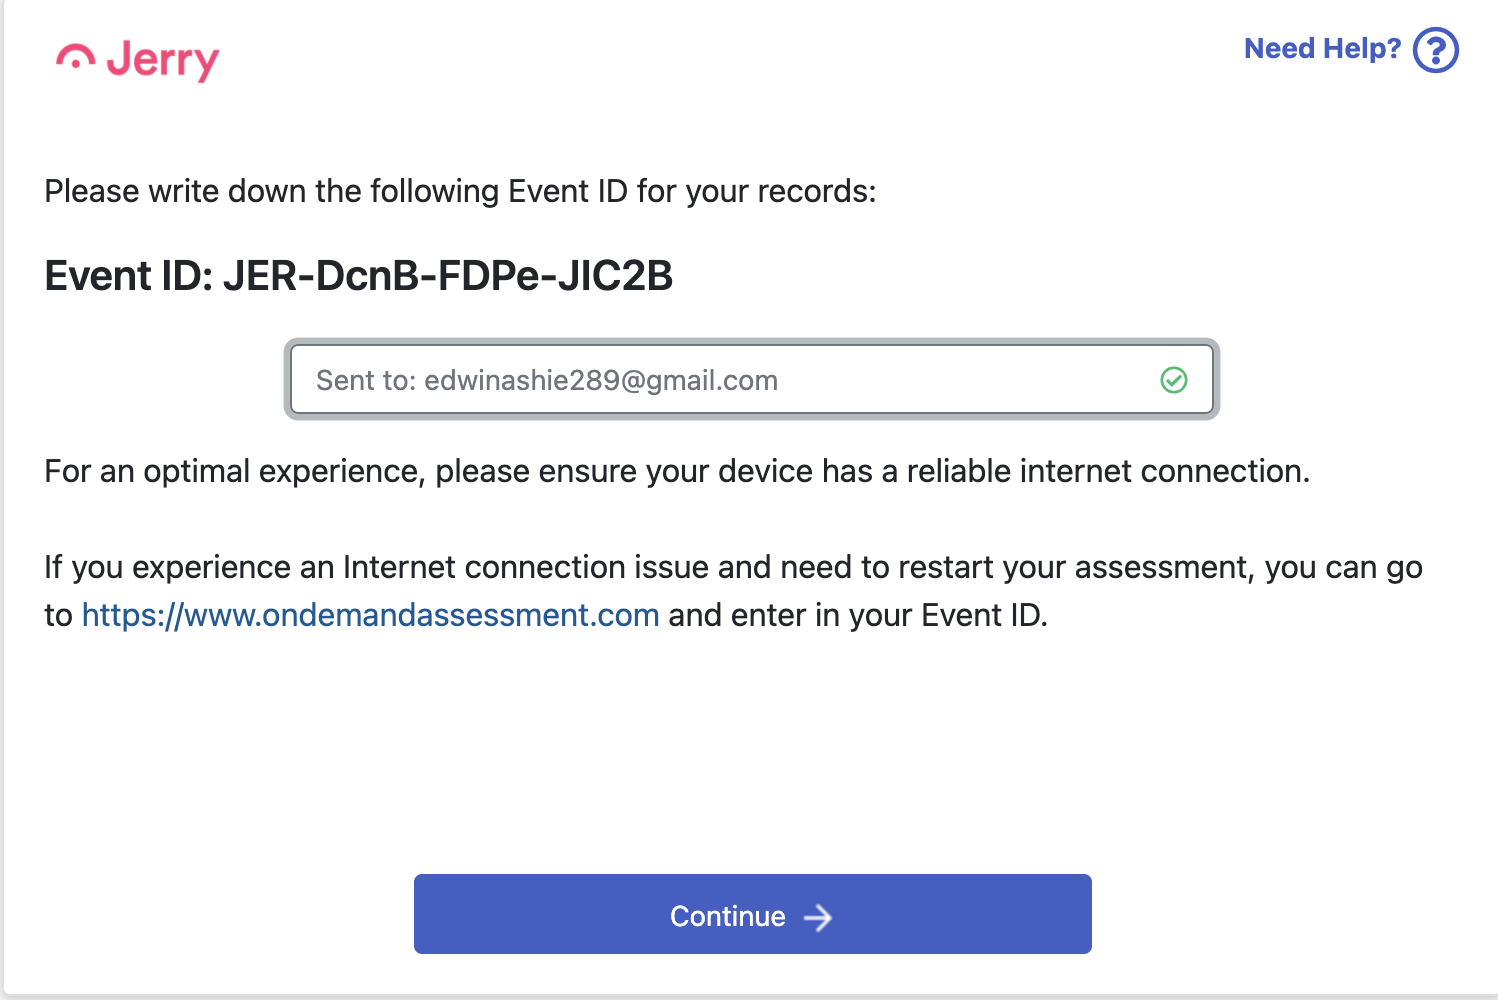 Jerry
Need Help?
Please write down the following Event ID for your records:
Event ID: JER-DcnB-FDPe-JIC2B
Sent to: edwinashie289@gmail.com
For an optimal experience, please ensure your device has a reliable internet connection.
If you experience an Internet connection issue and need to restart your assessment, you can go
to https://www.ondemandassessment.com and enter in your Event ID.
Continue →